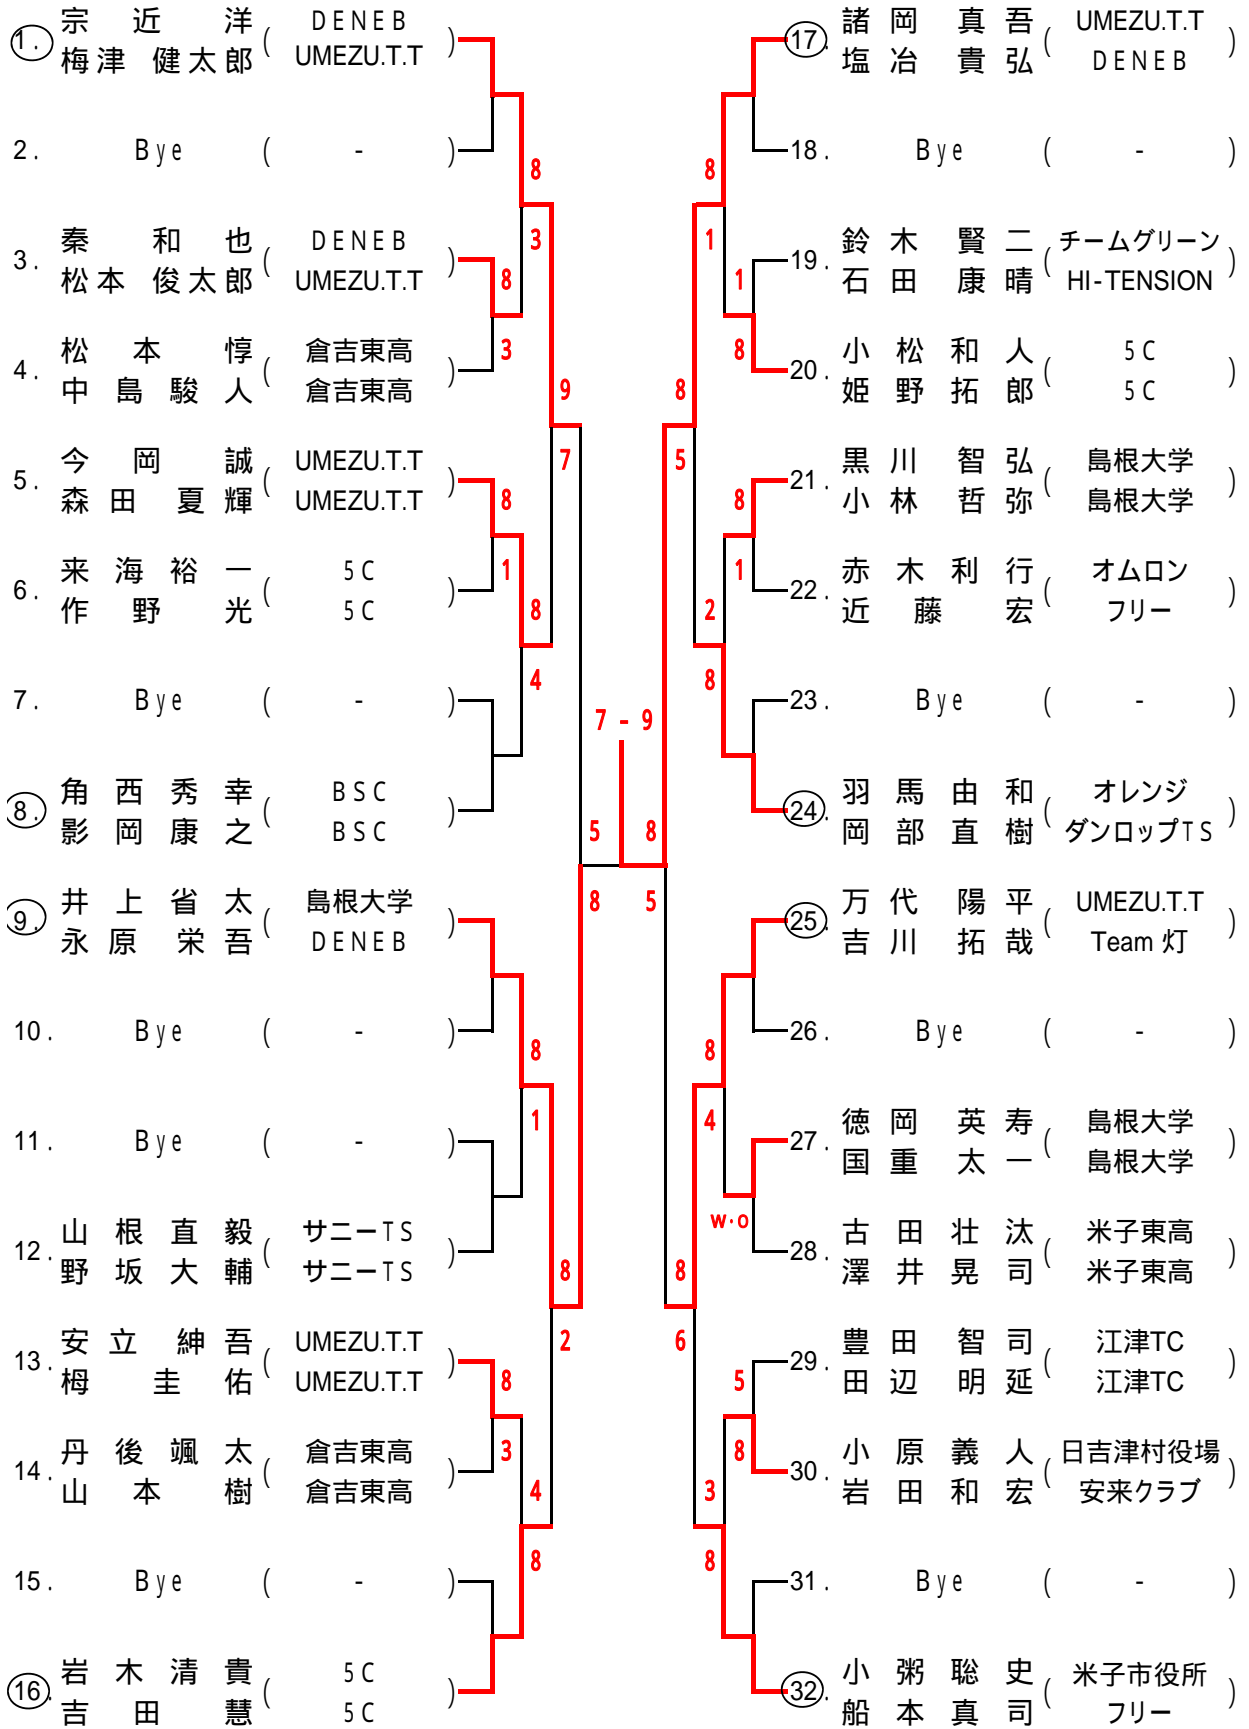 1. 宗近 洋 ( DENEB )
梅津 健太郎 UMEZU.T.T
2. Bye ( - )
8
3
3. 秦 和也 ( DENEB )
松本 俊太郎 UMEZU.T.T
8
3
4. 松本 惇 ( 倉吉東高 )
中島駿人 倉吉東高
9
7
5. 今岡 誠 ( UMEZU.T.T )
森田 夏輝 UMEZU.T.T
8
1
6. 来海裕一 ( 5C )
作野 光 5C
8
4
7. Bye ( - )
8. 角西秀幸 ( BSC )
影岡康之 BSC
5
8
9. 井上省太 ( 島根大学 )
永原 栄吾 DENEB
10. Bye ( - )
8
1
11. Bye ( - )
12. 山根直毅 ( サニーTS )
野坂大輔 サニーTS
8
2
13. 安立紳吾 ( UMEZU.T.T )
栂 圭佑 UMEZU.T.T
8
3
14. 丹後颯太 ( 倉吉東高 )
山本 樹 倉吉東高
4
8
15. Bye ( - )
16. 岩木清貴 ( 5C )
吉田 慧 5C
7 - 9
17. 諸岡 真吾 ( UMEZU.T.T )
塩冶 貴弘 DENEB
18. Bye ( - )
8
1
19. 鈴木 賢二 ( チームグリーン )
石田 康晴 HI-TENSION
1
8
20. 小松和人 ( 5C )
姫野拓郎 5C
8
5
21. 黒川 智弘 ( 島根大学 )
小林 哲弥 島根大学
8
1
22. 赤木利行 ( オムロン )
近藤 宏 フリー
2
8
23. Bye ( - )
24. 羽馬由和 ( オレンジ )
岡部直樹 ダンロップTS
8
5
25. 万代 陽平 ( UMEZU.T.T )
吉川 拓哉 Team 灯
26. Bye ( - )
8
4
27. 徳岡 英寿 ( 島根大学 )
国重 太一 島根大学
w・o
28. 古田壮汰 ( 米子東高 )
澤井晃司 米子東高
8
6
29. 豊田 智司 ( 江津TC )
田辺 明延 江津TC
5
8
30. 小原義人 ( 日吉津村役場 )
岩田和宏 安来クラブ
3
8
31. Bye ( - )
32. 小粥聡史 ( 米子市役所 )
船本真司 フリー